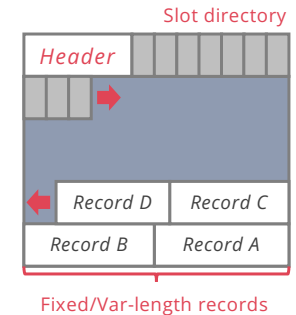 Slot directory
Header
Record D Record C
Record B Record A
Fixed/Var-length records